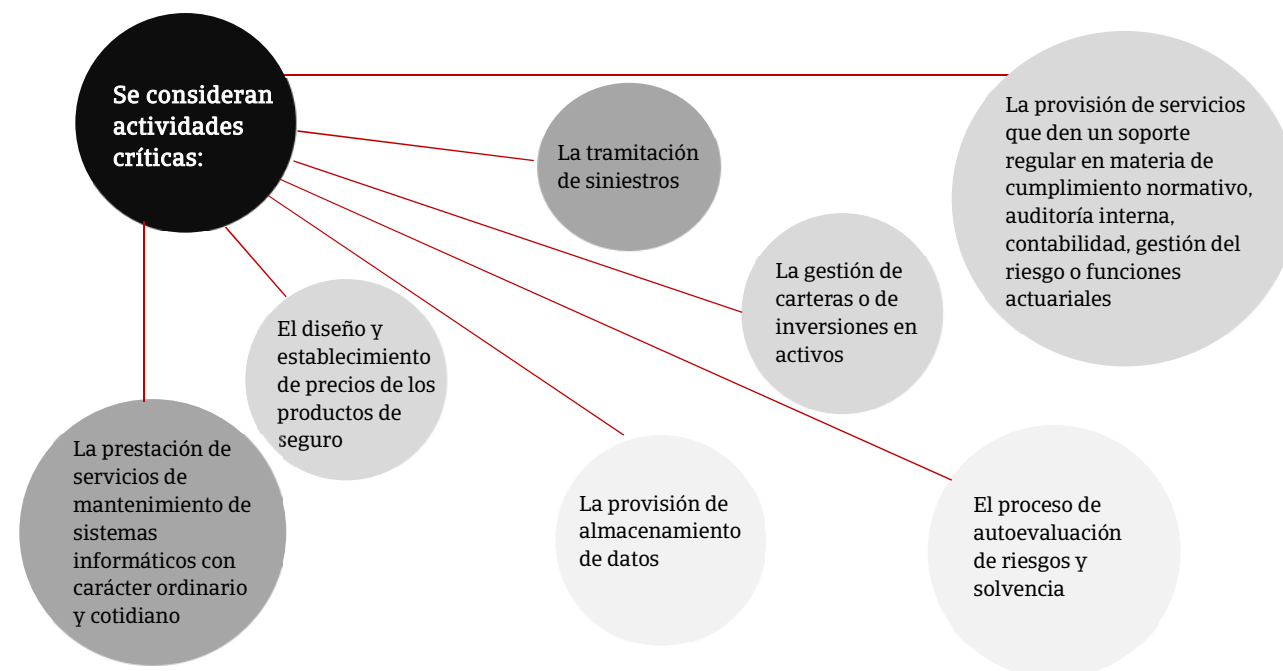 Se consideran
actividades
críticas:
La provisión de servicios
que den un soporte
regular en materia de
cumplimiento normativo,
auditoría interna,
contabilidad, gestión del
riesgo o funciones
actuariales
La tramitación
de siniestros
La gestión de
carteras o de
inversiones en
activos
El diseño y
establecimiento
de precios de los
productos de
seguro
La prestación de
servicios de
mantenimiento de
sistemas
informáticos con
carácter ordinario
y cotidiano
La provisión de
almacenamiento
de datos
El proceso de
autoevaluación
de riesgos y
solvencia